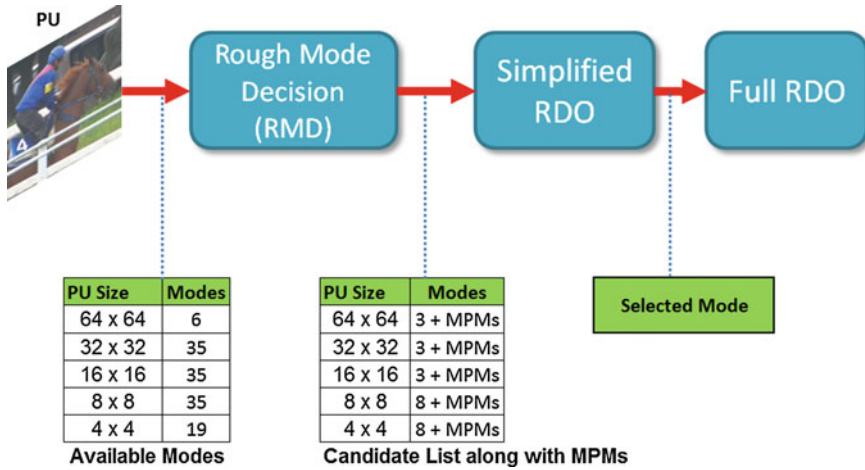 PU
Rough Mode
Decision
(RMD)
Simplified
RDO
Full RDO
4
PU Size Modes
64 x 64 6
32 x 32 35
16 x 16 35
8 x 8 35
4 x 4 19
Available Modes
PU Size Modes
64 x 64 3 + MPMs
32 x 32 3 + MPMs
16 x 16 3 + MPMs
8 x 8 8 + MPMs
4 x 4 8 + MPMs
Candidate List along with MPMs
Selected Mode